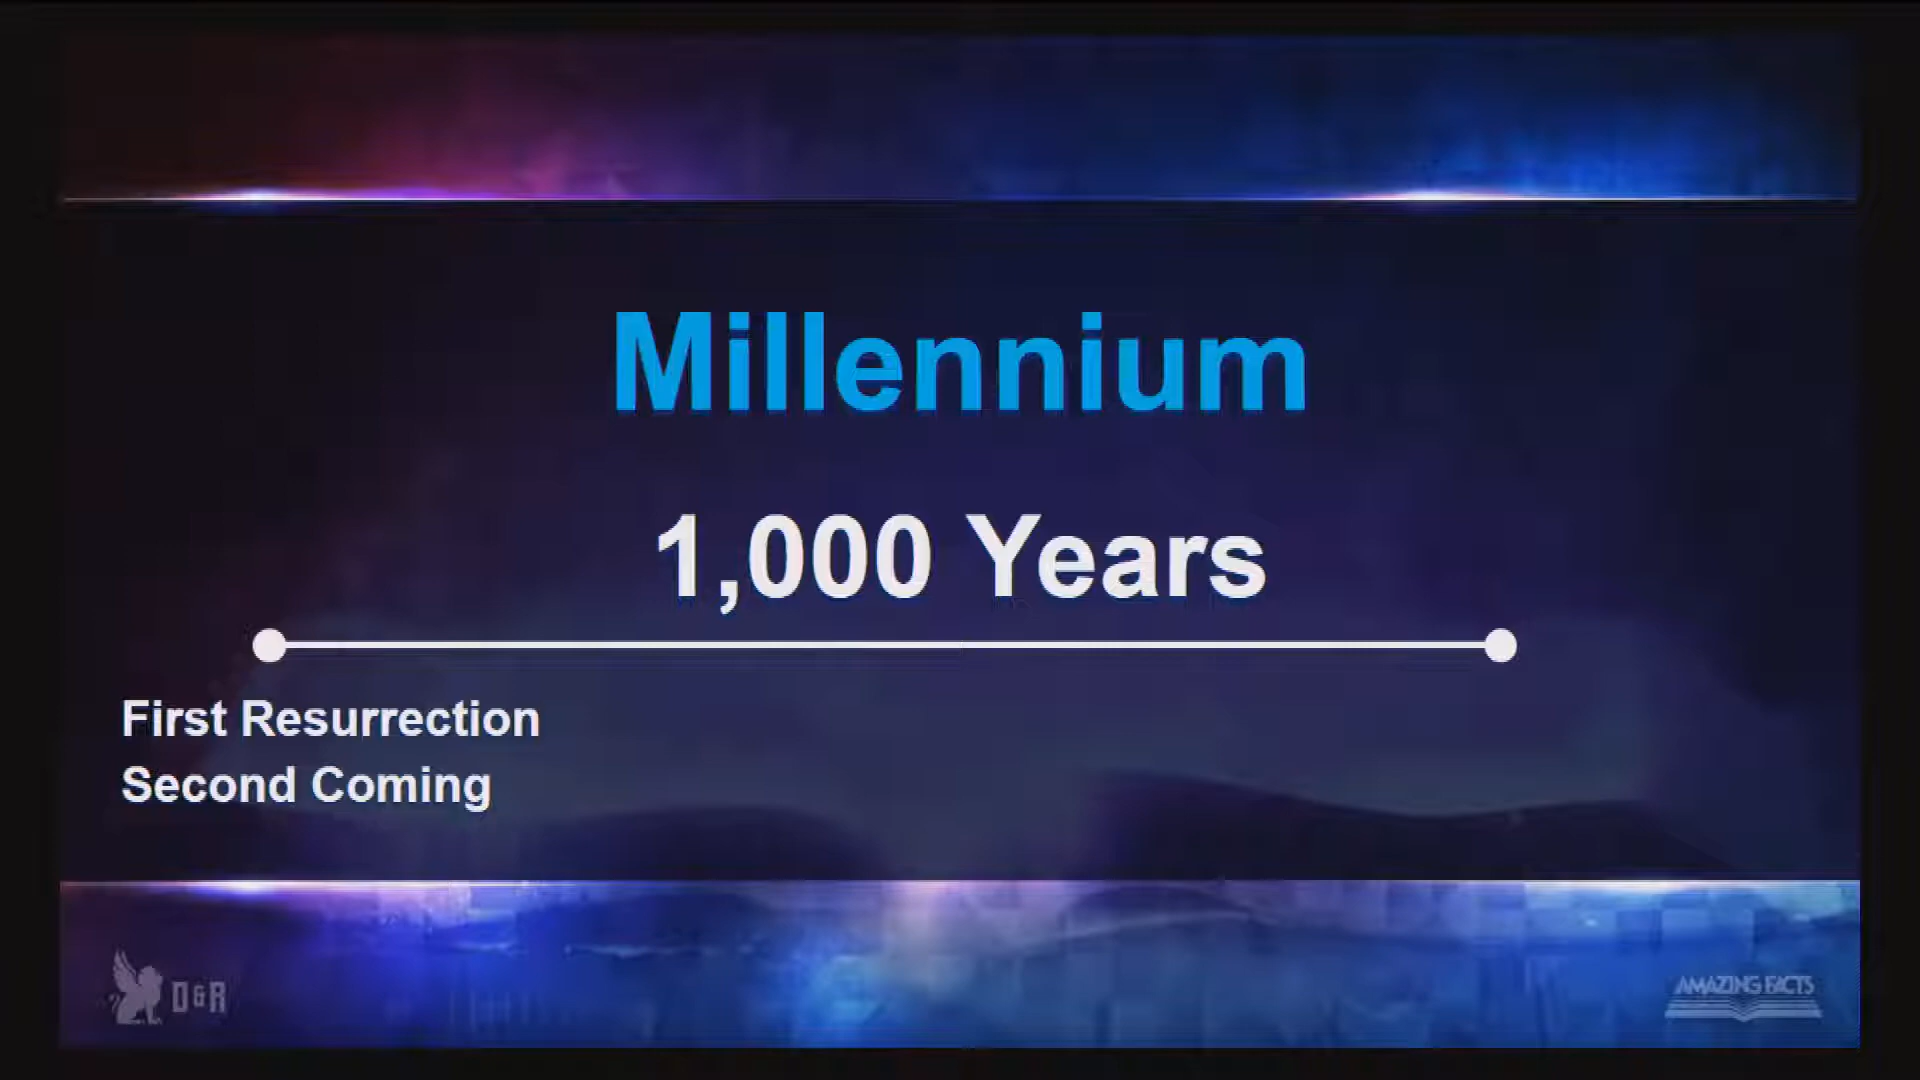 Millennium
1,000 Years
First Resurrection
Second Coming
D&R
AMAZING FACTS